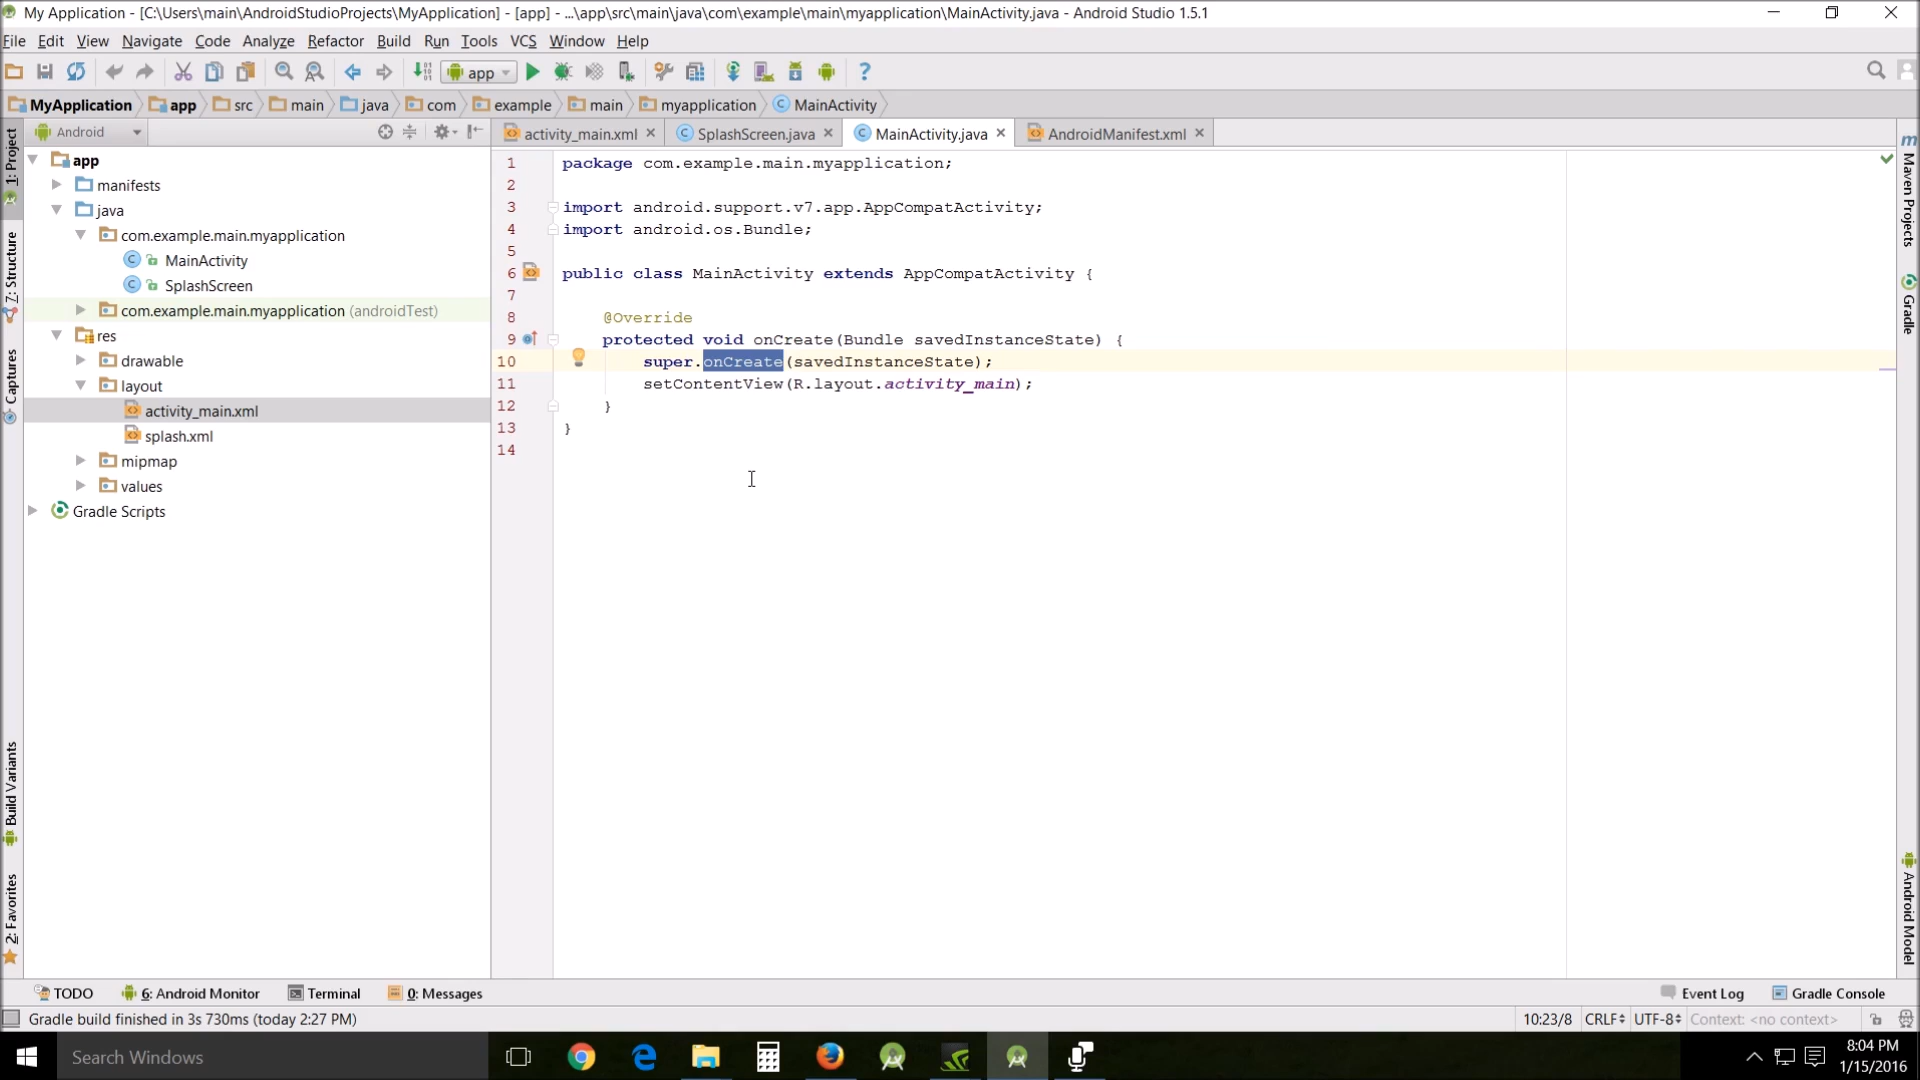 My Application - [C:\Users\main\AndroidStudioProjects\MyApplication] - [app] - ...\app\src\main\java\com\example\main\myapplication\MainActivity.java - Android Studio 1.5.1
File Edit View Navigate Code Analyze Refactor Build Run Tools VCS Window Help
app
MyApplication app src main java com example main myapplication MainActivity
Android
activity_main.xml SplashScreen.java MainActivity.java AndroidManifest.xml
1: Project
7: Structure
Captures
Build Variants
2: Favorites
app
manifests
java
com.example.main.myapplication
MainActivity
SplashScreen
com.example.main.myapplication (androidTest)
res
drawable
layout
activity_main.xml
splash.xml
mipmap
values
Gradle Scripts
1 package com.example.main.myapplication;
2
3 import android.support.v7.app.AppCompatActivity;
4 import android.os.Bundle;
5
6 public class MainActivity extends AppCompatActivity {
7
8 @Override
9 protected void onCreate(Bundle savedInstanceState) {
10 super.onCreate(savedInstanceState);
11 setContentView(R.layout.activity_main);
12 }
13 }
14
Maven Projects
Gradle
Android Model
TODO 6: Android Monitor Terminal 0: Messages Event Log Gradle Console
Gradle build finished in 3s 730ms (today 2:27 PM) 10:23/8 CRLF UTF-8 Context: <no context>
Search Windows
8:04 PM
1/15/2016